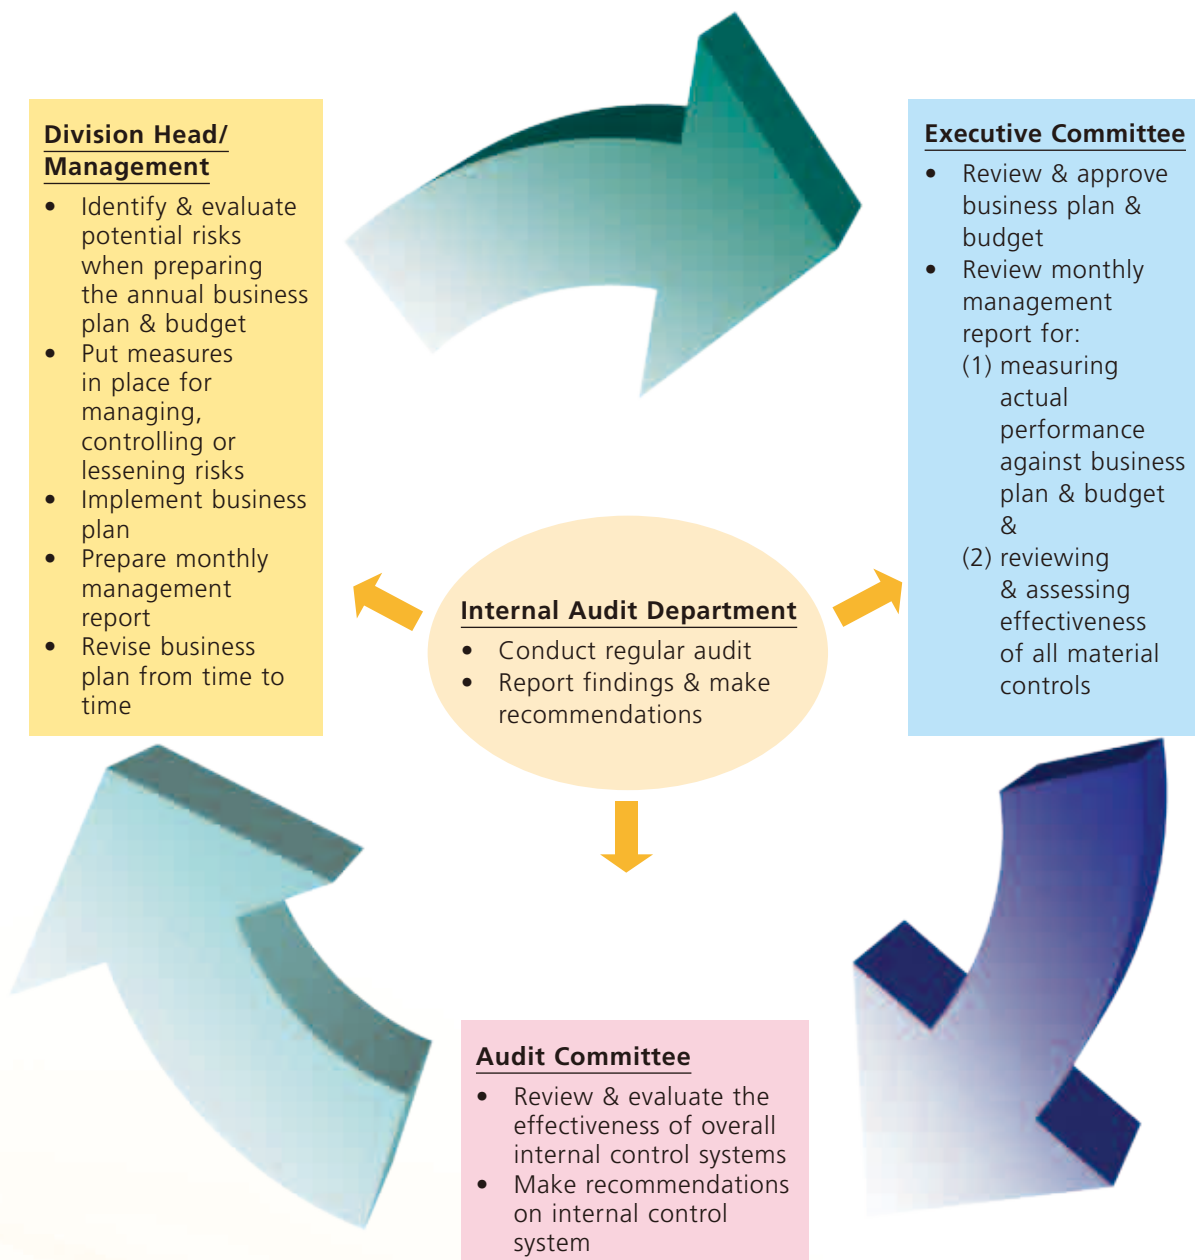 Division Head/
Management
• Identify & evaluate
potential risks
when preparing
the annual business
plan & budget
• Put measures
in place for
managing,
controlling or
lessening risks
• Implement business
plan
• Prepare monthly
management
report
• Revise business
plan from time to
time
Executive Committee
• Review & approve
business plan &
budget
• Review monthly
management
report for:
(1) measuring
actual
performance
against business
plan & budget
&
(2) reviewing
& assessing
effectiveness
of all material
controls
Internal Audit Department
• Conduct regular audit
• Report findings & make
recommendations
Audit Committee
• Review & evaluate the
effectiveness of overall
internal control systems
• Make recommendations
on internal control
system